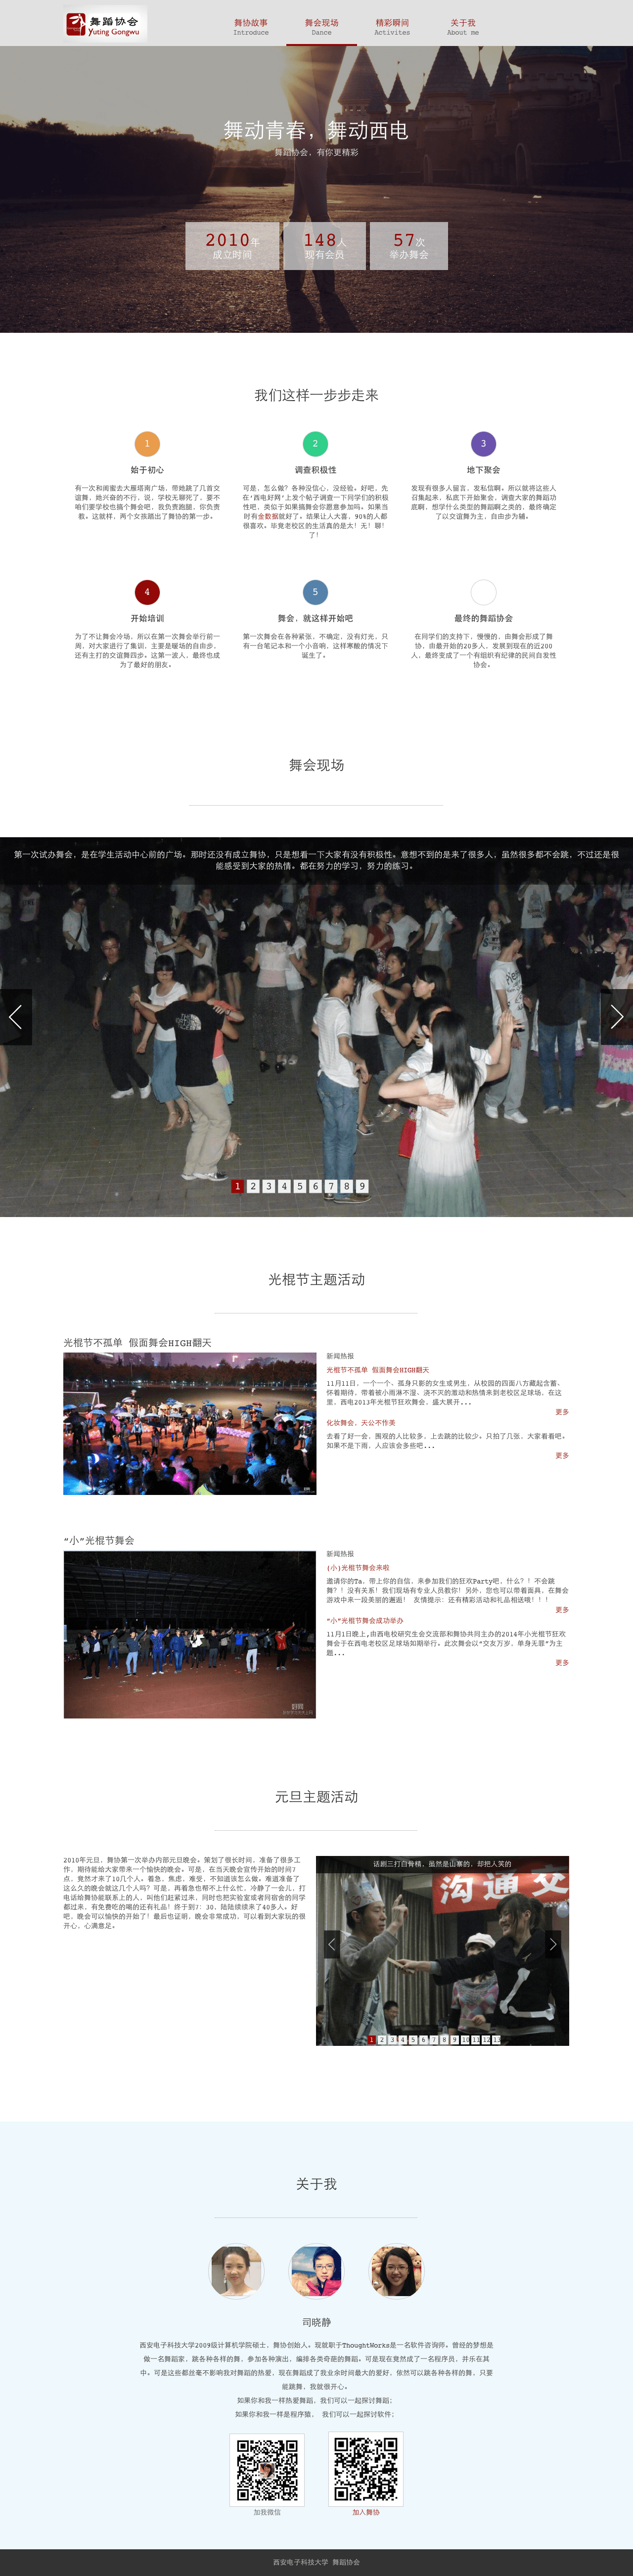 舞蹈协会
Yuting Gongwu
舞协故事
Introduce
舞会现场
Dance
精彩瞬间
Activites
关于我
About me
舞动青春，舞动西电
舞蹈协会，有你更精彩
2010年
成立时间
148人
现有会员
57次
举办舞会
我们这样一步步走来
1
始于初心
有一次和闺蜜去大雁塔南广场，带她跳了几首交
谊舞，她兴奋的不行，说，学校无聊死了，要不
咱们要学校也搞个舞会吧，我负责跑腿，你负责
教。这就样，两个女孩踏出了舞协的第一步。
2
调查积极性
可是，怎么做？各种没信心，没经验。好吧，先
在'西电好网'上发个帖子调查一下同学们的积极
性吧，类似于如果搞舞会你愿意参加吗。如果当
时有金数据就好了。结果让人大喜，90%的人都
很喜欢。毕竟老校区的生活真的是大！无！聊！
了！
3
地下聚会
发现有很多人留言，发私信啊。所以就将这些人
召集起来，私底下开始聚会，调查大家的舞蹈功
底啊，想学什么类型的舞蹈啊之类的，最终确定
了以交谊舞为主，自由步为辅。
4
开始培训
为了不让舞会冷场，所以在第一次舞会举行前一
周，对大家进行了集训，主要是暖场的自由步，
还有主打的交谊舞四步。这第一波人，最终也成
为了最好的朋友。
5
舞会，就这样开始吧
第一次舞会在各种紧张，不确定，没有灯光，只
有一台笔记本和一个小音响，这样寒酸的情况下
诞生了。
最终的舞蹈协会
在同学们的支持下，慢慢的，由舞会形成了舞
协，由最开始的20多人，发展到现在的近200
人，最终变成了一个有组织有纪律的民间自发性
协会。
舞会现场
第一次试办舞会，是在学生活动中心前的广场。那时还没有成立舞协，只是想看一下大家有没有积极性。意想不到的是来了很多人，虽然很多都不会跳，不过还是很
能感受到大家的热情。都在努力的学习，努力的练习。
1 2 3 4 5 6 7 8 9
光棍节主题活动
光棍节不孤单 假面舞会HIGH翻天
新闻热报
光棍节不孤单 假面舞会HIGH翻天
11月11日，一个一个、孤身只影的女生或男生，从校园的四面八方藏起含蓄、
怀着期待，带着被小雨淋不湿、浇不灭的激动和热情来到老校区足球场，在这
里，西电2013年光棍节狂欢舞会，盛大展开...
更多
化妆舞会，天公不作美
去看了好一会，围观的人比较多，上去跳的比较少。只拍了几张，大家看看吧。
如果不是下雨，人应该会多些吧...
更多
“小”光棍节舞会
新闻热报
(小)光棍节舞会来啦
邀请你的Ta，带上你的自信，来参加我们的狂欢Party吧，什么？！不会跳
舞？！没有关系！我们现场有专业人员教你！另外，您也可以带着面具，在舞会
游戏中来一段美丽的邂逅！ 友情提示：还有精彩活动和礼品相送哦！！！
更多
“小”光棍节舞会成功举办
11月1日晚上,由西电校研究生会交流部和舞协共同主办的2014年小光棍节狂欢
舞会于在西电老校区足球场如期举行。此次舞会以“交友万岁，单身无罪”为主
题...
更多
元旦主题活动
2010年元旦，舞协第一次举办内部元旦晚会。策划了很长时间，准备了很多工
作，期待能给大家带来一个愉快的晚会。可是，在当天晚会宣传开始的时间7
点，竟然才来了10几个人。着急，焦虑，难受，不知道该怎么做。难道准备了
这么久的晚会就这几个人吗？可是，再着急也帮不上什么忙，冷静了一会儿，打
电话给舞协能联系上的人，叫他们赶紧过来，同时也把实验室或者同宿舍的同学
都过来，有免费吃的喝的还有礼品！终于到7：30，陆陆续续来了40多人。好
吧，晚会可以愉快的开始了！最后也证明，晚会非常成功，可以看到大家玩的很
开心，心满意足。
话剧三打白骨精，虽然是山寨的，却把人笑的
沟通交
1 2 3 4 5 6 7 8 9 10 11 12 13
关于我
司晓静
西安电子科技大学2009级计算机学院硕士，舞协创始人。现就职于ThoughtWorks是一名软件咨询师。曾经的梦想是
做一名舞蹈家，跳各种各样的舞，参加各种演出，编排各类奇葩的舞蹈。可是现在竟然成了一名程序员，并乐在其
中。可是这些都丝毫不影响我对舞蹈的热爱，现在舞蹈成了我业余时间最大的爱好，依然可以跳各种各样的舞，只要
能跳舞，我就很开心。
如果你和我一样热爱舞蹈，我们可以一起探讨舞蹈；
如果你和我一样是程序猿， 我们可以一起探讨软件；
加我微信
加入舞协
西安电子科技大学 舞蹈协会